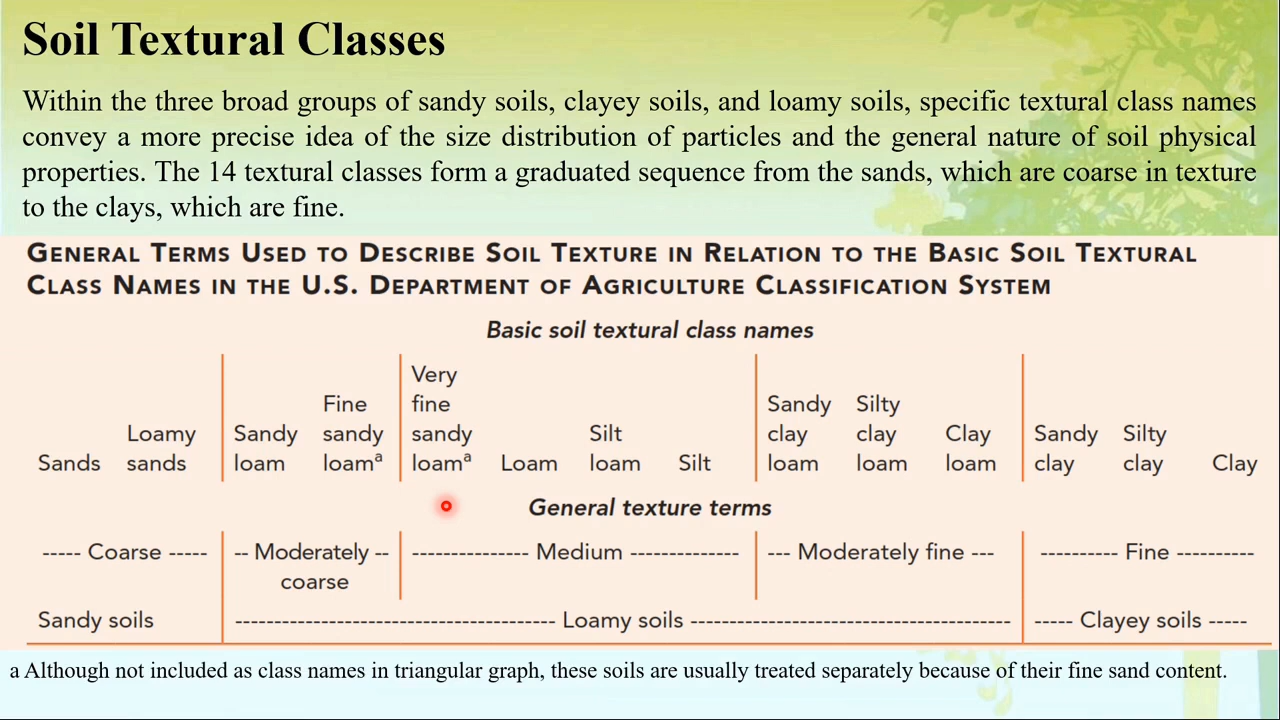 Soil Textural Classes
Within the three broad groups of sandy soils, clayey soils, and loamy soils, specific textural class names
convey a more precise idea of the size distribution of particles and the general nature of soil physical
properties. The 14 textural classes form a graduated sequence from the sands, which are coarse in texture
to the clays, which are fine.
GENERAL TERMS USED TO DESCRIBE SOIL TEXTURE IN RELATION TO THE BASIC SOIL TEXTURAL
CLASS NAMES IN THE U.S. DEPARTMENT OF AGRICULTURE CLASSIFICATION SYSTEM
Basic soil textural class names
Sands
Loamy
sands
Sandy
loam
Fine
sandy
loamᵃ
Very
fine
sandy
loamᵃ
Loam
Silt
loam
Silt
Sandy
clay
loam
Silty
clay
loam
Clay
loam
Sandy
clay
Silty
clay
Clay
General texture terms
----- Coarse -----
-- Moderately --
coarse
--------------- Medium --------------
--- Moderately fine ---
---------- Fine ----------
Sandy soils
----------------------------------------- Loamy soils -----------------------------------------
----- Clayey soils -----
a Although not included as class names in triangular graph, these soils are usually treated separately because of their fine sand content.